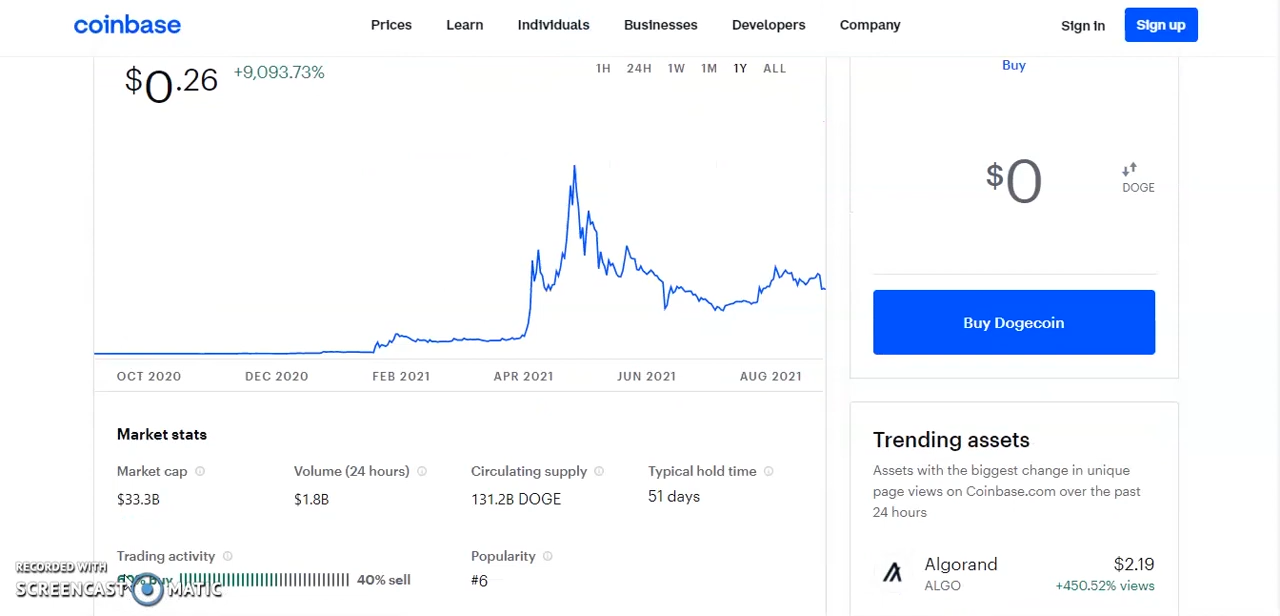 coinbase Prices Learn Individuals Businesses Developers Company Sign in Sign up
$0.26 +9,093.73% 1H 24H 1W 1M 1Y ALL
OCT 2020 DEC 2020 FEB 2021 APR 2021 JUN 2021 AUG 2021
Market stats
Market cap Volume (24 hours) Circulating supply Typical hold time
$33.3B $1.8B 131.2B DOGE 51 days
Trading activity Popularity
buy 40% sell #6
Buy
$0
DOGE
Buy Dogecoin
Trending assets
Assets with the biggest change in unique
page views on Coinbase.com over the past
24 hours
Algorand $2.19
ALGO +450.52% views
RECORDED WITH
SCREENCAST MATIC